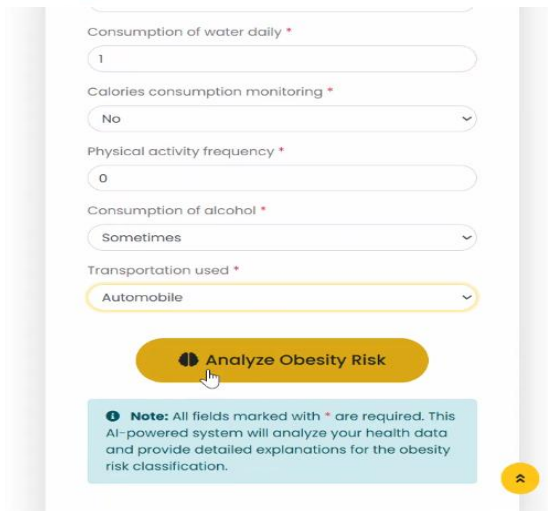 Consumption of water daily *
1
Calories consumption monitoring *
No
Physical activity frequency *
0
Consumption of alcohol *
Sometimes
Transportation used *
Automobile
Analyze Obesity Risk
Note: All fields marked with * are required. This
AI-powered system will analyze your health data
and provide detailed explanations for the obesity
risk classification.